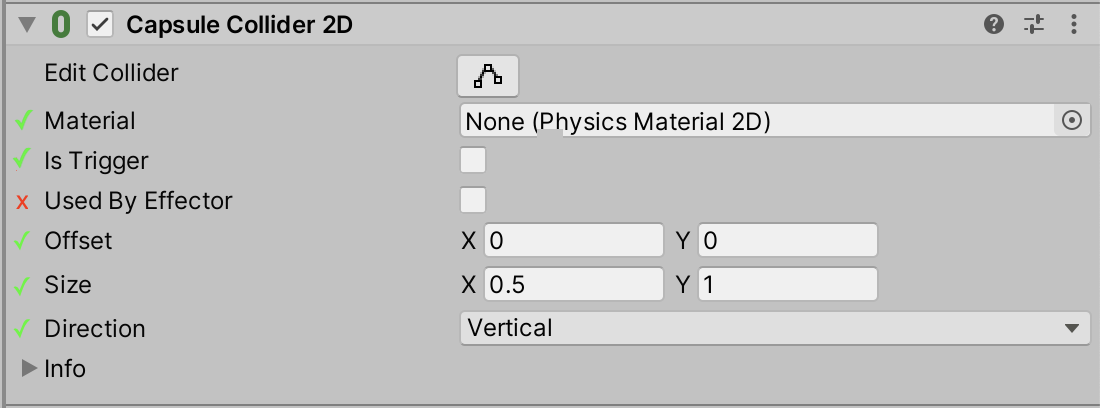 Capsule Collider 2D
Edit Collider
Material None (Physics Material 2D)
Is Trigger
x Used By Effector
Offset X 0 Y 0
Size X 0.5 Y 1
Direction Vertical
Info